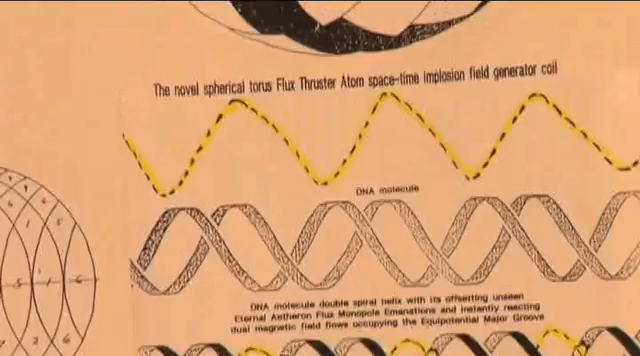 The novel spherical torus Flux Thruster Atom space-time implosion field generator coil
DNA molecule
DNA molecule double spiral helix with its offsetting unseen
Eternal Aetheron Flux Monopole Emanations and instantly reacting
dual magnetic field flows occupying the Equipotential Major Groove